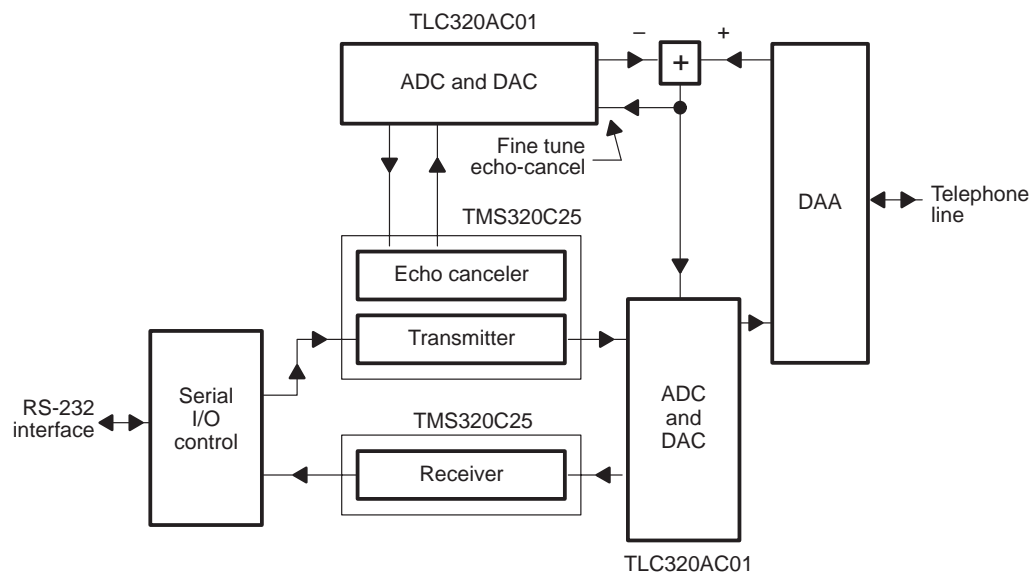 TLC320AC01
ADC and DAC
–
+
+
Fine tune
echo-cancel
DAA
Telephone
line
TMS320C25
Echo canceler
Transmitter
Serial
I/O
control
RS-232
interface
ADC
and
DAC
TMS320C25
Receiver
TLC320AC01